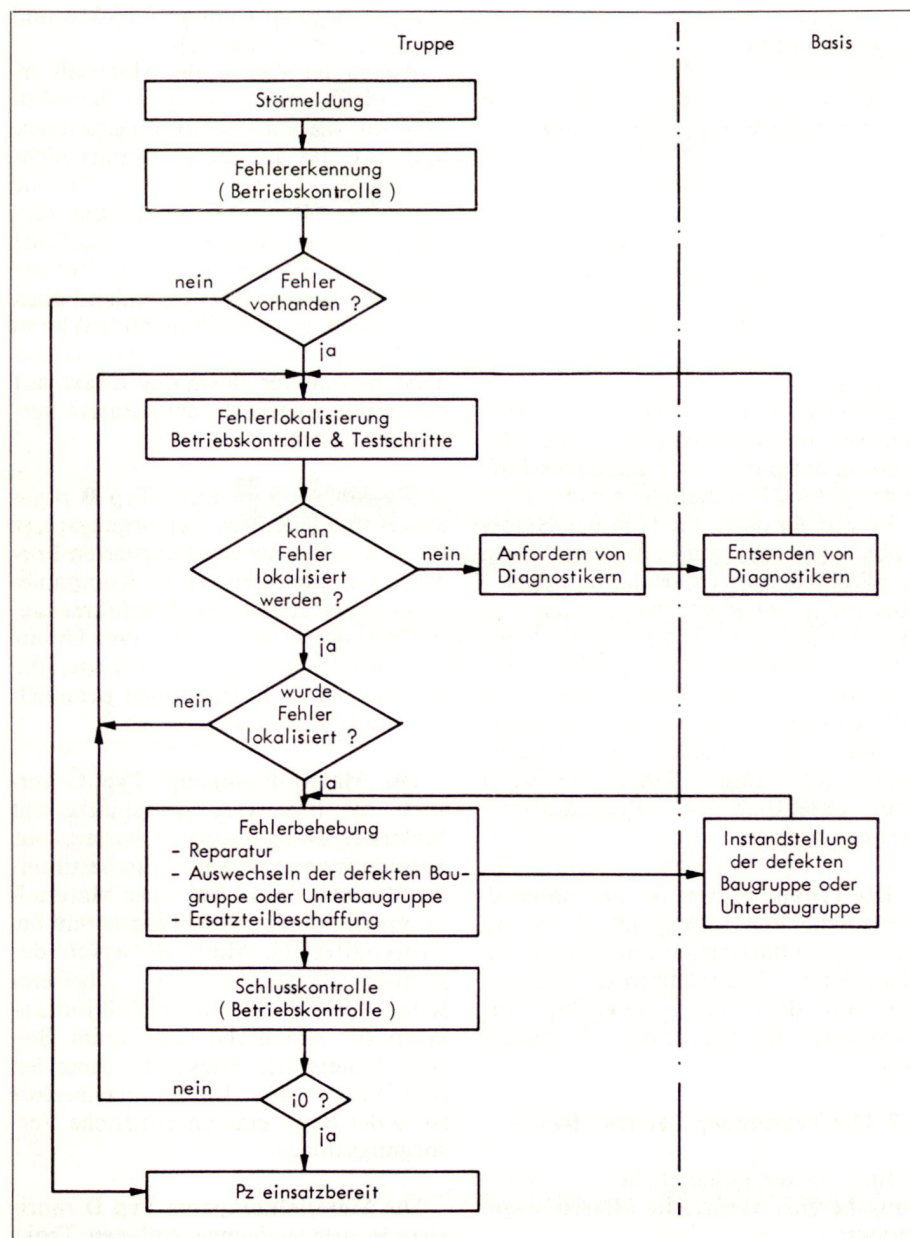 Truppe
Basis
Störmeldung
Fehlererkennung
( Betriebskontrolle )
nein
Fehler
vorhanden ?
ja
Fehlerlokalisierung
Betriebskontrolle & Testschritte
kann
Fehler
lokalisiert
werden ?
nein
Anfordern von
Diagnostikern
Entsenden von
Diagnostikern
ja
nein
wurde
Fehler
lokalisiert ?
ja
Fehlerbehebung
- Reparatur
- Auswechseln der defekten Bau-
gruppe oder Unterbaugruppe
- Ersatzteilbeschaffung
Instandstellung
der defekten
Baugruppe oder
Unterbaugruppe
Schlusskontrolle
(Betriebskontrolle )
nein
i0 ?
ja
Pz einsatzbereit